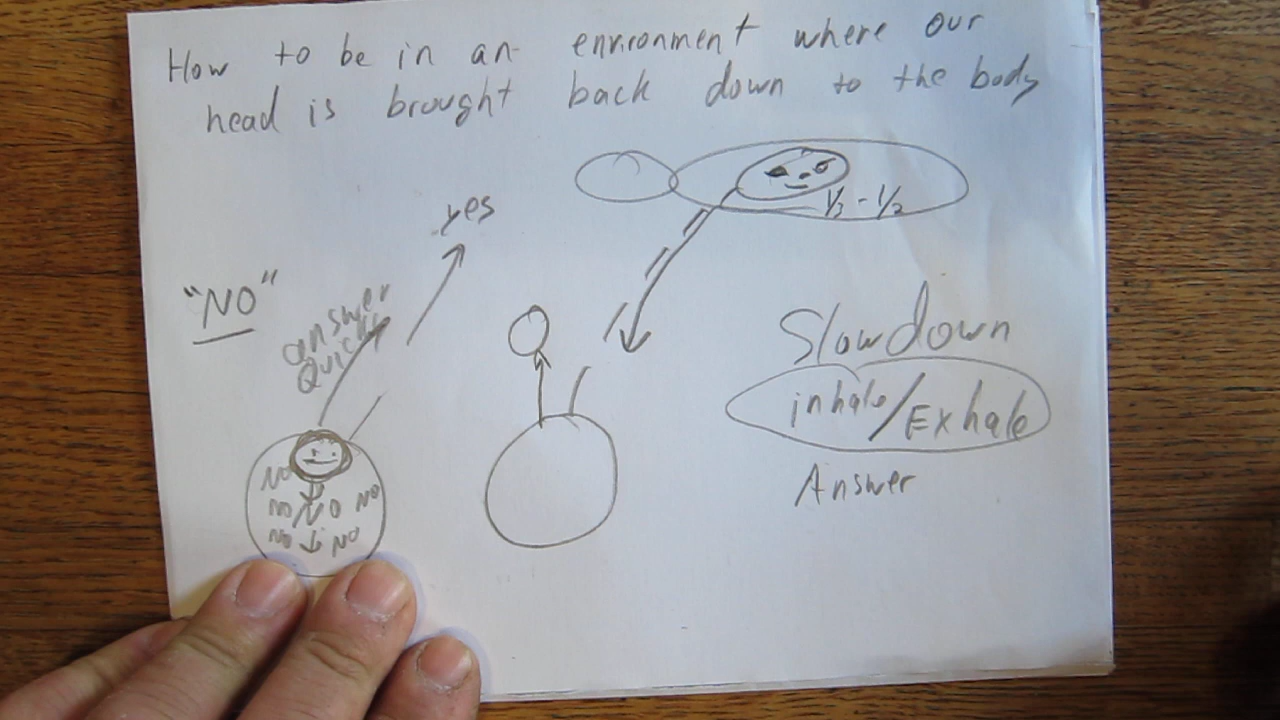 How to be in an environment where our
head is brought back down to the body
1/3 - 1/2
yes
"NO"
answer
Quick
Slowdown
inhale/Exhale
Answer
NO
NO NO NO
NO NO